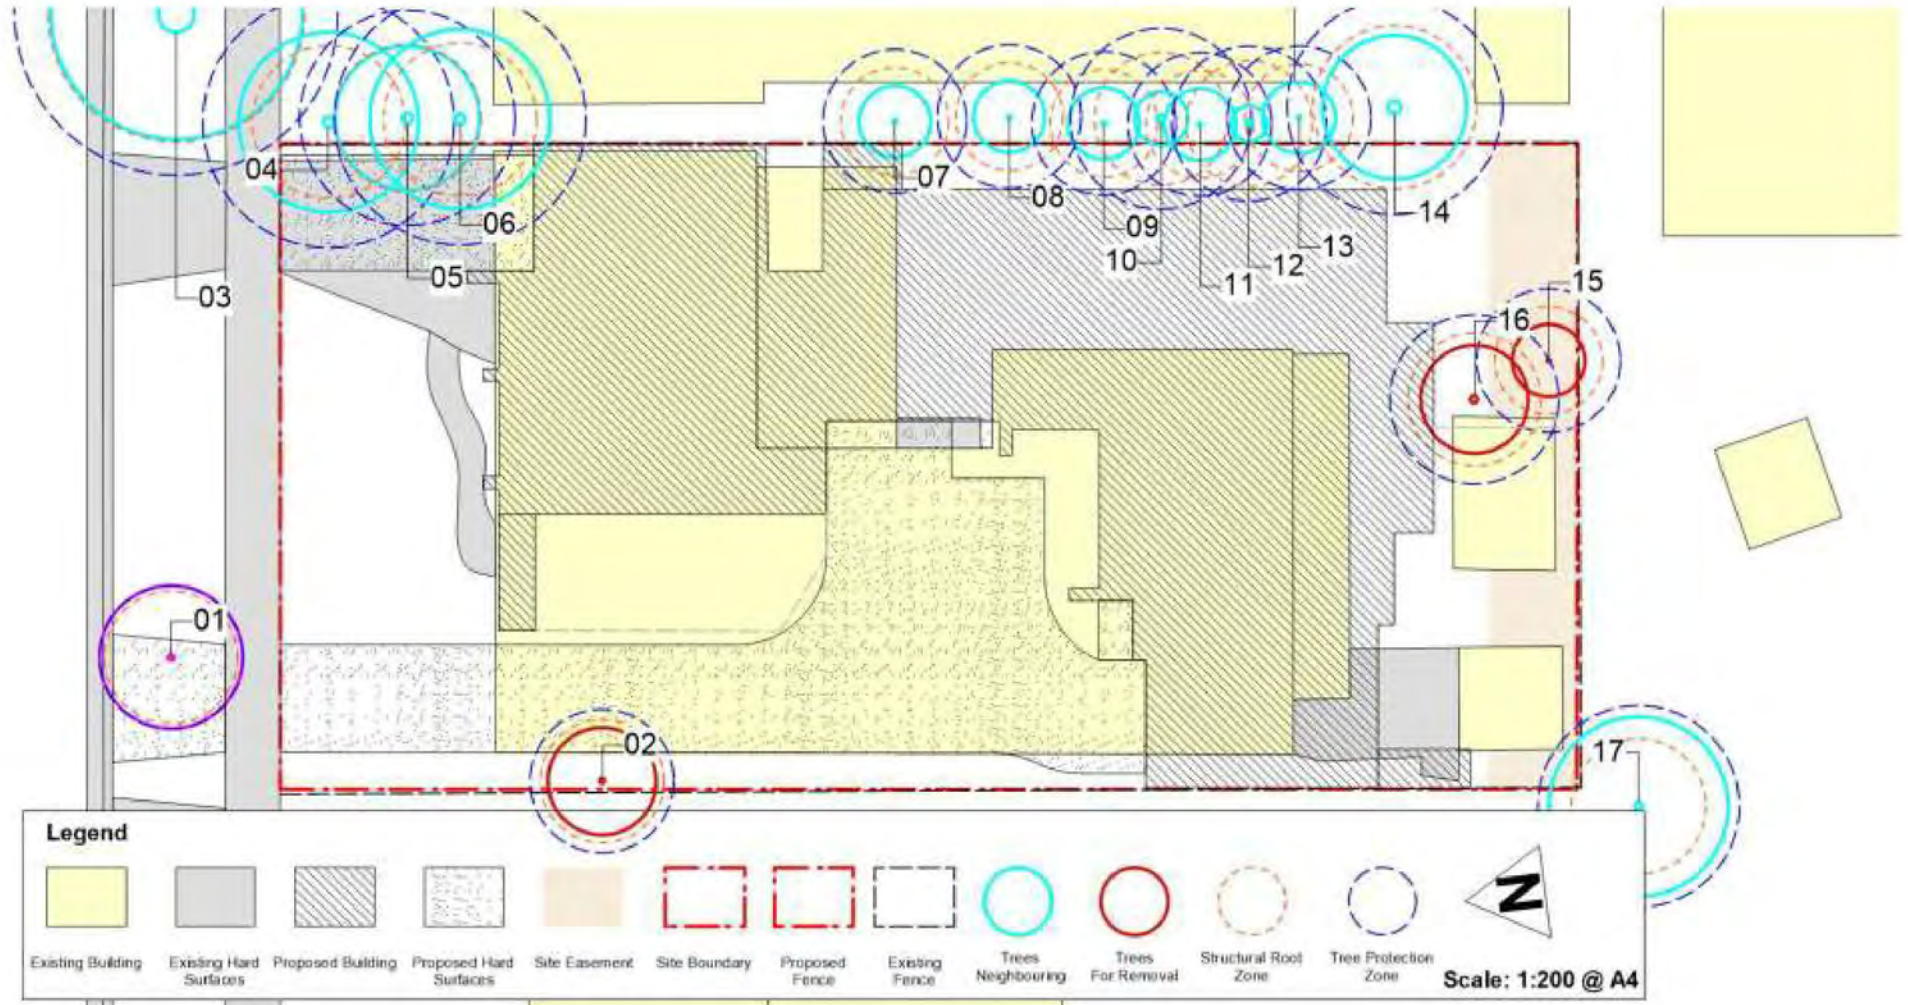 04
06
07
08
14
09
13
10
12
05
11
15
03
16
01
02
17
Legend
Existing Building
Existing Hard
Surfaces
Proposed Building
Proposed Hard
Surfaces
Site Easement
Site Boundary
Proposed
Fence
Existing
Fence
Trees
Neighbouring
Trees
For Removal
Structural Root
Zone
Tree Protection
Zone
N
Scale: 1:200 @ A4